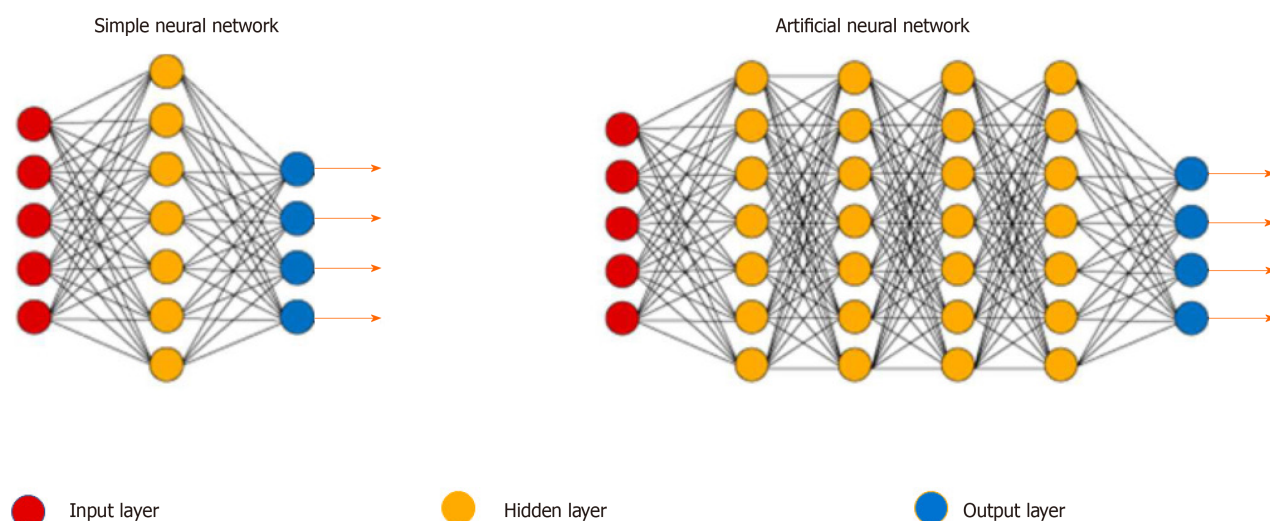 Simple neural network
Artificial neural network
Input layer
Hidden layer
Output layer